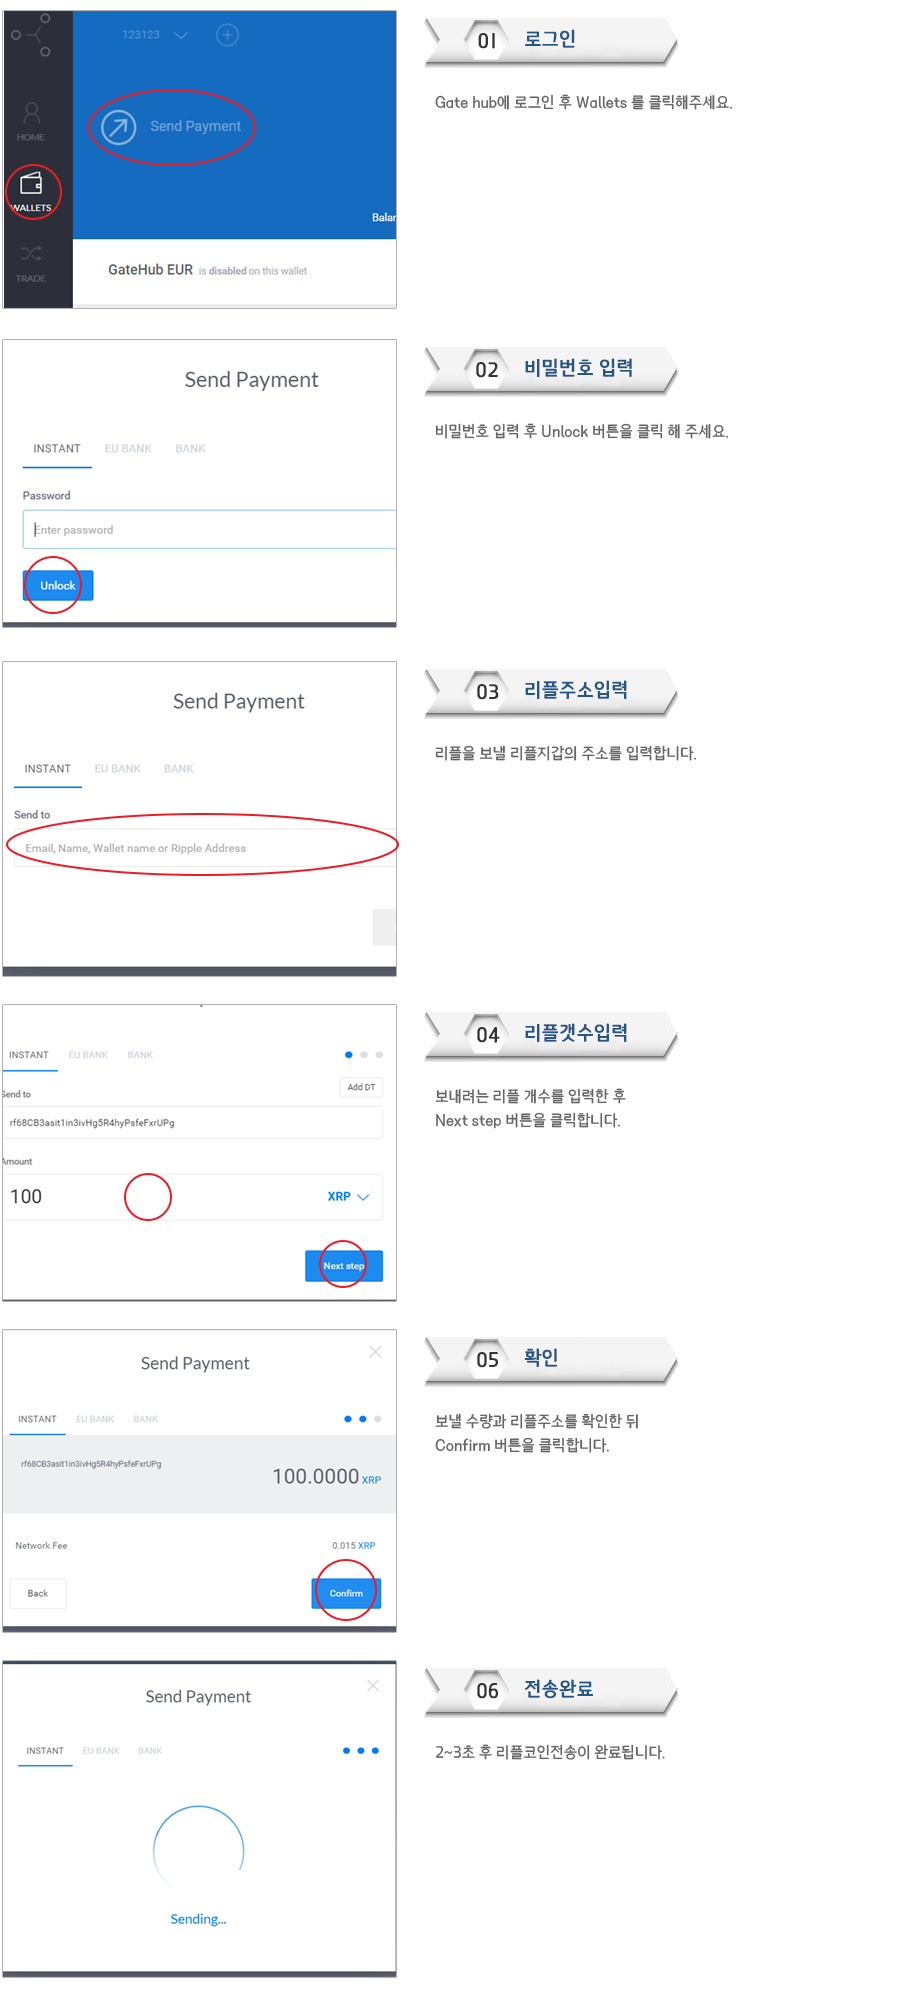 123123
Send Payment
HOME
WALLETS
TRADE
Balan
GateHub EUR is disabled on this wallet
01 로그인
Gate hub에 로그인 후 Wallets 를 클릭해주세요.
Send Payment
INSTANT EU BANK BANK
Password
Enter password
Unlock
02 비밀번호 입력
비밀번호 입력 후 Unlock 버튼을 클릭 해 주세요.
Send Payment
INSTANT EU BANK BANK
Send to
Email, Name, Wallet name or Ripple Address
03 리플주소입력
리플을 보낼 리플지갑의 주소를 입력합니다.
INSTANT EU BANK BANK
Add DT
Send to
rf68CB3asit1in3ivHg5R4hyPsfeFxrUPg
Amount
100 XRP
Next step
04 리플갯수입력
보내려는 리플 개수를 입력한 후
Next step 버튼을 클릭합니다.
Send Payment
INSTANT EU BANK BANK
rf68CB3asit1in3ivHg5R4hyPsfeFxrUPg
100.0000 XRP
Network Fee 0.015 XRP
Back Confirm
05 확인
보낼 수량과 리플주소를 확인한 뒤
Confirm 버튼을 클릭합니다.
Send Payment
INSTANT EU BANK BANK
Sending...
06 전송완료
2~3초 후 리플코인전송이 완료됩니다.